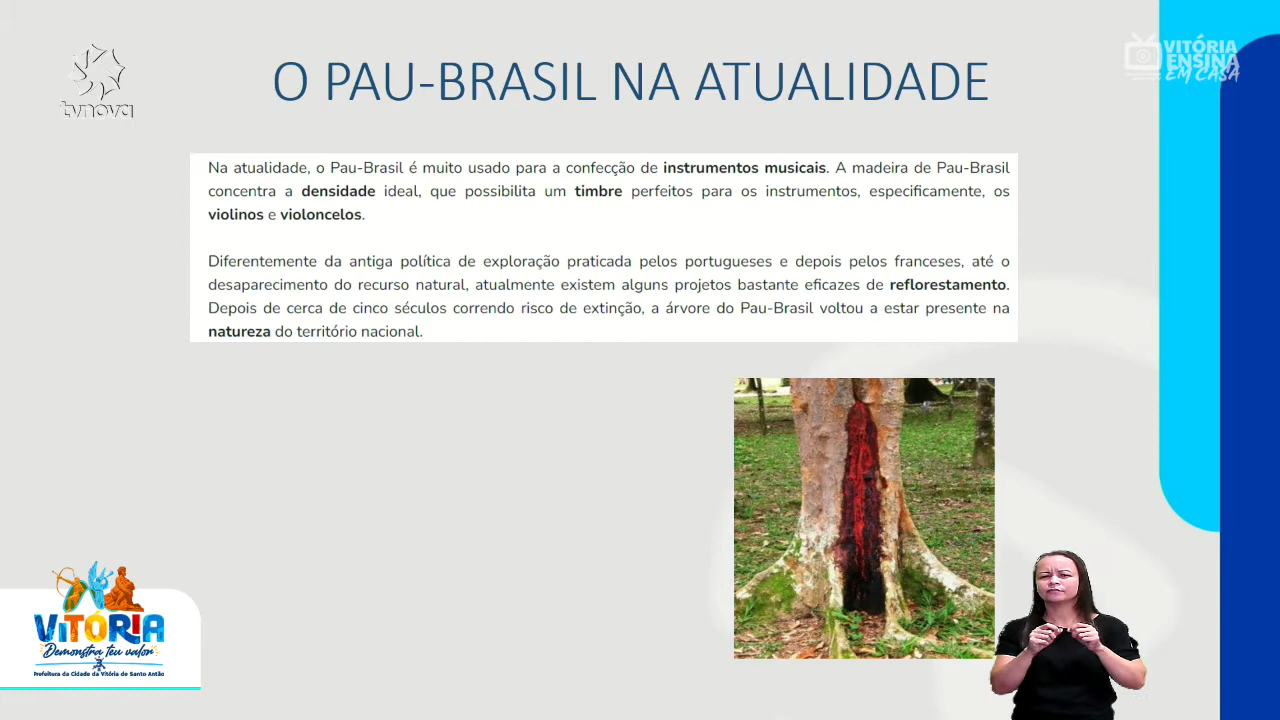 tvnova
VITÓRIA
ENSINA
EM CASA
O PAU-BRASIL NA ATUALIDADE
Na atualidade, o Pau-Brasil é muito usado para a confecção de instrumentos musicais. A madeira de Pau-Brasil
concentra a densidade ideal, que possibilita um timbre perfeitos para os instrumentos, especificamente, os
violinos e violoncelos.
Diferentemente da antiga política de exploração praticada pelos portugueses e depois pelos franceses, até o
desaparecimento do recurso natural, atualmente existem alguns projetos bastante eficazes de reflorestamento.
Depois de cerca de cinco séculos correndo risco de extinção, a árvore do Pau-Brasil voltou a estar presente na
natureza do território nacional.
VITÓRIA
Demonstra teu valor
Prefeitura da Cidade da Vitória de Santo Antão